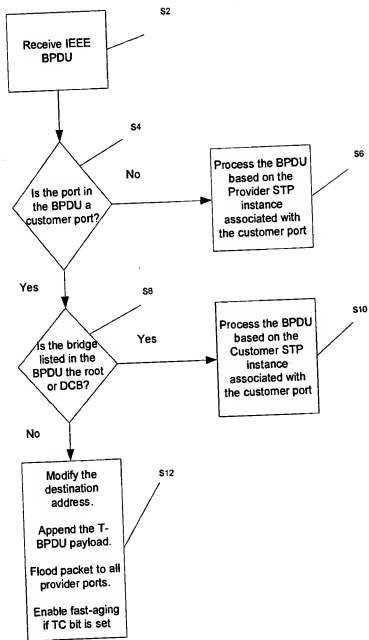 S2
Receive IEEE
BPDU
S4
No
Is the port in
the BPDU a
customer port?
Process the BPDU
based on the
Provider STP
instance
associated with
the customer port
S6
Yes
S8
Is the bridge
listed in the
BPDU the root
or DCB?
Yes
Process the BPDU
based on the
Customer STP
instance
associated with
the customer port
S10
No
Modify the
destination
address.
Append the T-
BPDU payload.
Flood packet to all
provider ports.
Enable fast-aging
if TC bit is set
S12